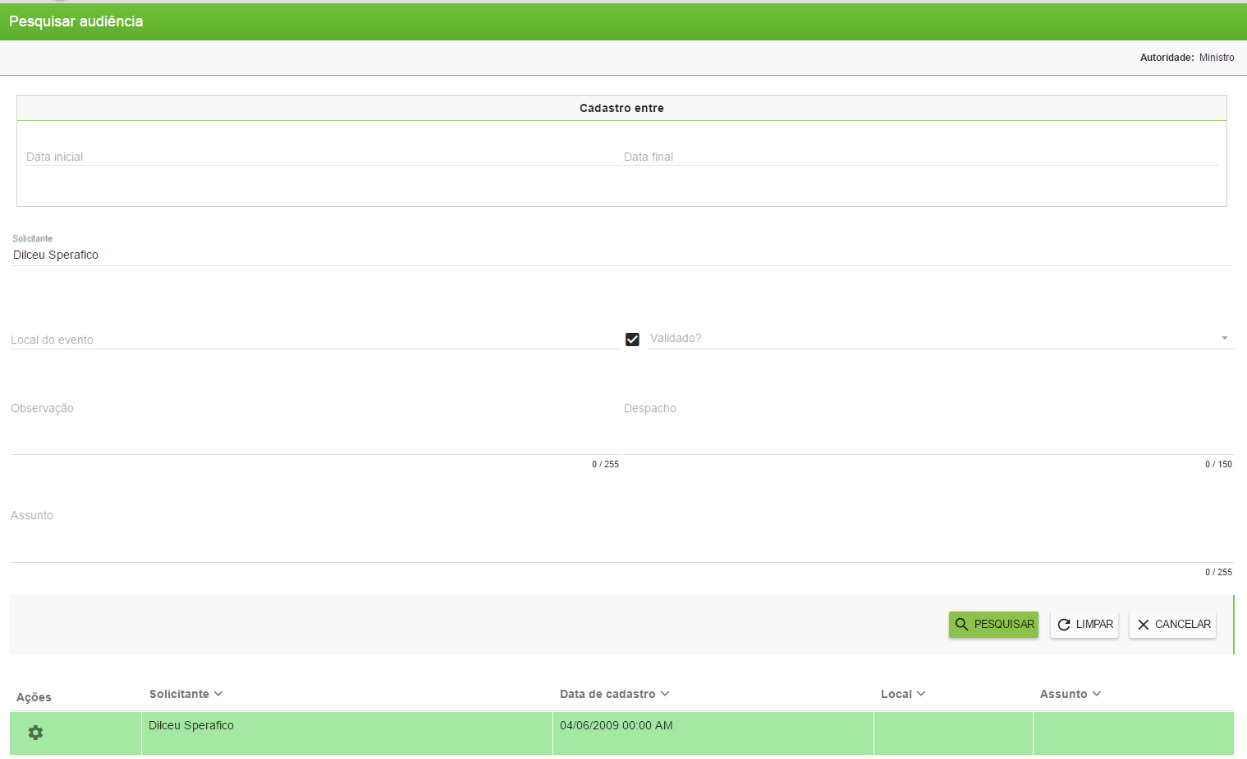 Pesquisar audiência
Autoridade: Ministro
Cadastro entre
Data inicial Data final
Solicitante
Dilceu Sperafico
Local do evento Validado?
Observação Despacho
0 / 255 0 / 150
Assunto
0 / 255
PESQUISAR LIMPAR CANCELAR
Ações Solicitante Data de cadastro Local Assunto
Dilceu Sperafico 04/06/2009 00:00 AM